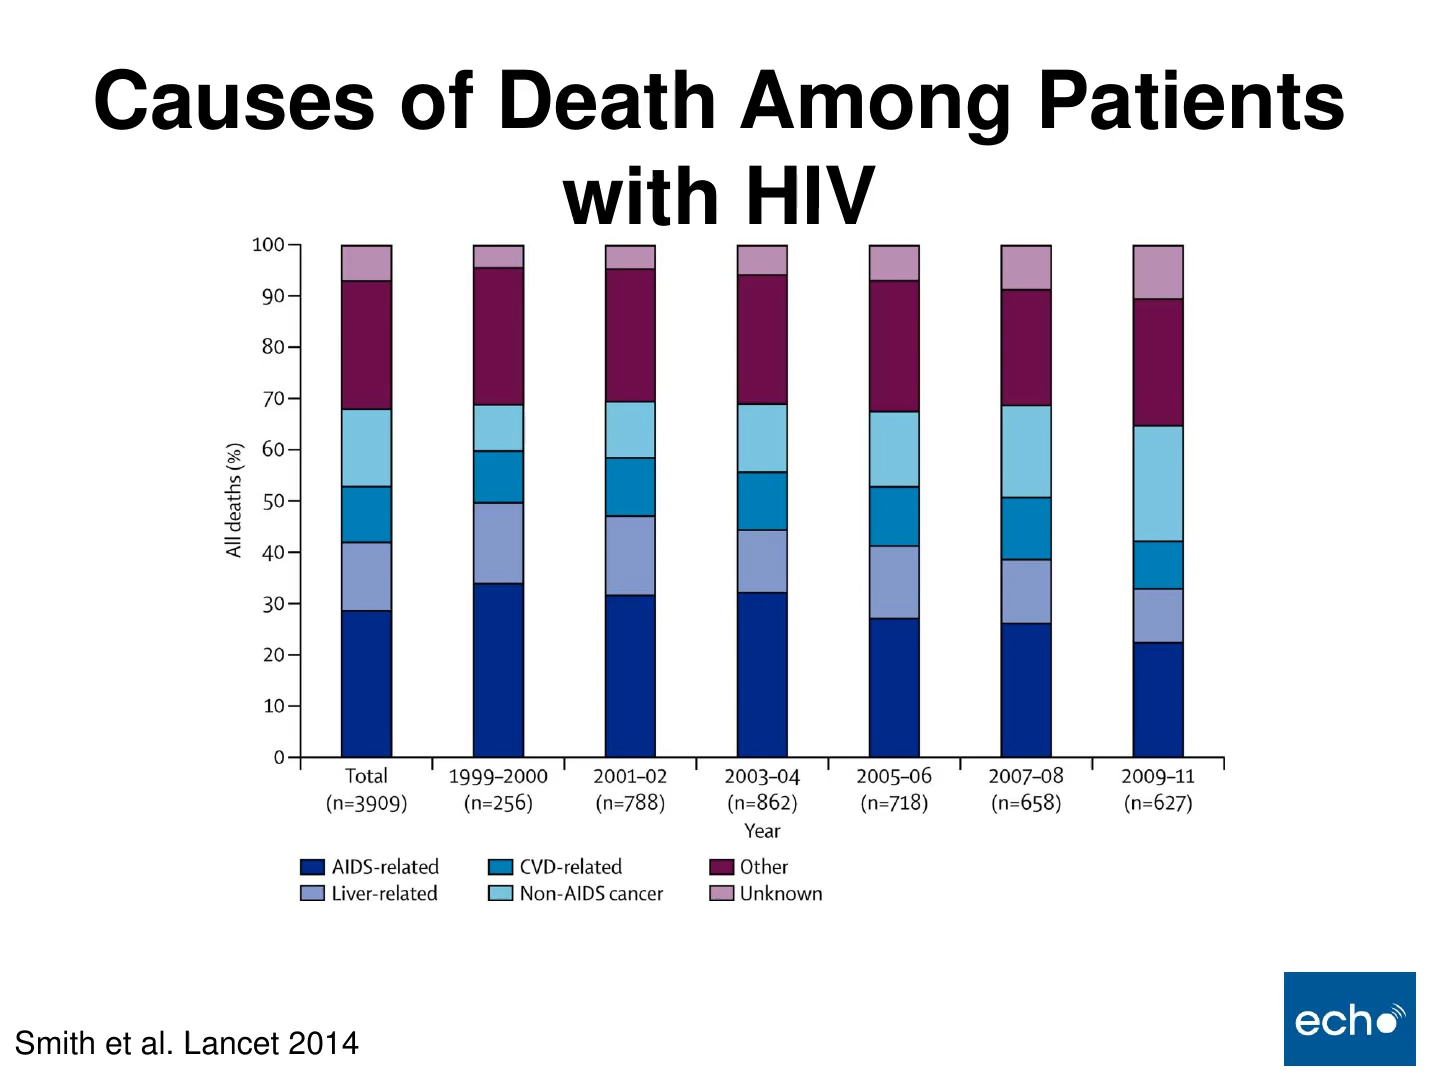 Causes of Death Among Patients
with HIV
100
90
80
70
60
50
40
30
20
10
0
All deaths (%)
Total 1999–2000 2001–02 2003–04 2005–06 2007–08 2009–11
(n=3909) (n=256) (n=788) (n=862) (n=718) (n=658) (n=627)
Year
AIDS-related CVD-related Other
Liver-related Non-AIDS cancer Unknown
echo
Smith et al. Lancet 2014